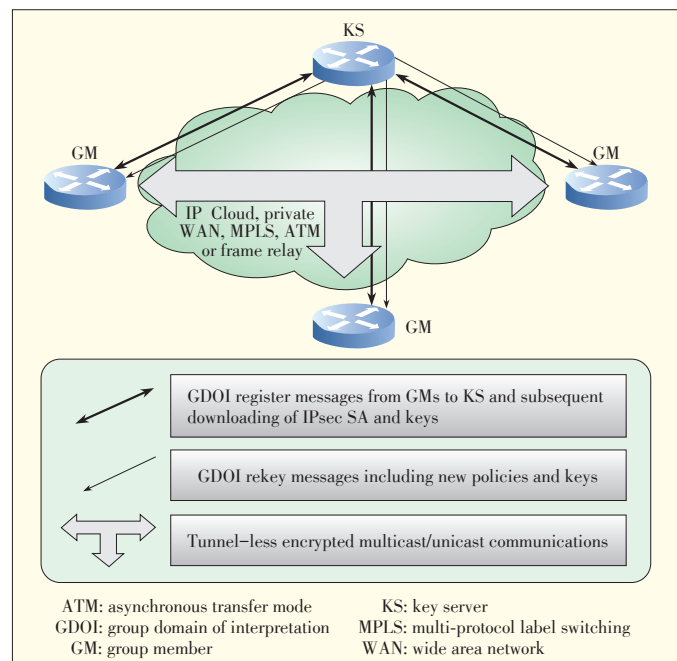 KS
GM
GM
IP Cloud, private
WAN, MPLS, ATM
or frame relay
GM
GDOI register messages from GMs to KS and subsequent
downloading of IPsec SA and keys
GDOI rekey messages including new policies and keys
Tunnel-less encrypted multicast/unicast communications
ATM: asynchronous transfer mode
GDOI: group domain of interpretation
GM: group member
KS: key server
MPLS: multi-protocol label switching
WAN: wide area network